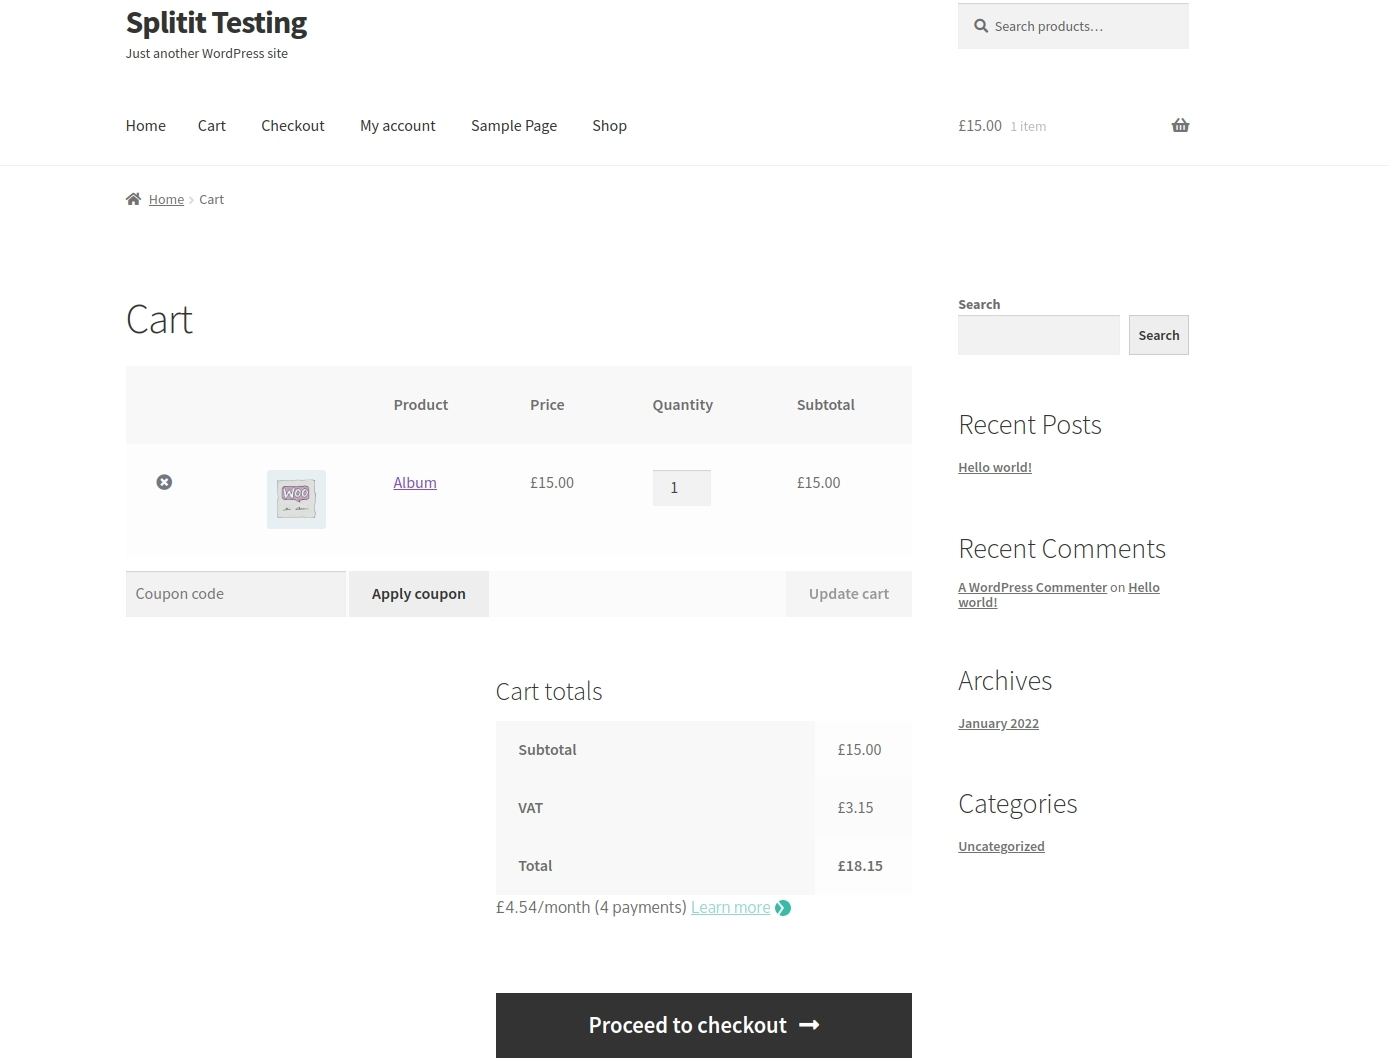 Splitit Testing
Just another WordPress site
Search products…
Home Cart Checkout My account Sample Page Shop
£15.00 1 item
Home › Cart
Cart
Product Price Quantity Subtotal
WOO
Album £15.00 1 £15.00
Coupon code Apply coupon Update cart
Cart totals
Subtotal £15.00
VAT £3.15
Total £18.15
£4.54/month (4 payments) Learn more
Proceed to checkout
Search
Search
Recent Posts
Hello world!
Recent Comments
A WordPress Commenter on Hello
world!
Archives
January 2022
Categories
Uncategorized